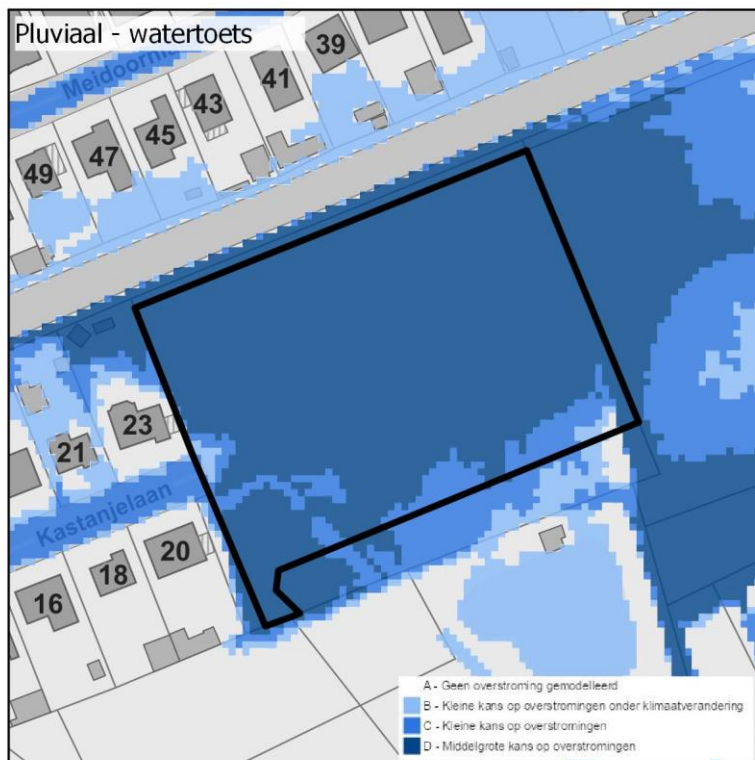 Pluviaal - watertoets
39
41
43
45
47
49
23
21
Kastanjelaan
20
18
16
A - Geen overstroming gemodelleerd
B - Kleine kans op overstromingen onder klimaatverandering
C - Kleine kans op overstromingen
D - Middelgrote kans op overstromingen